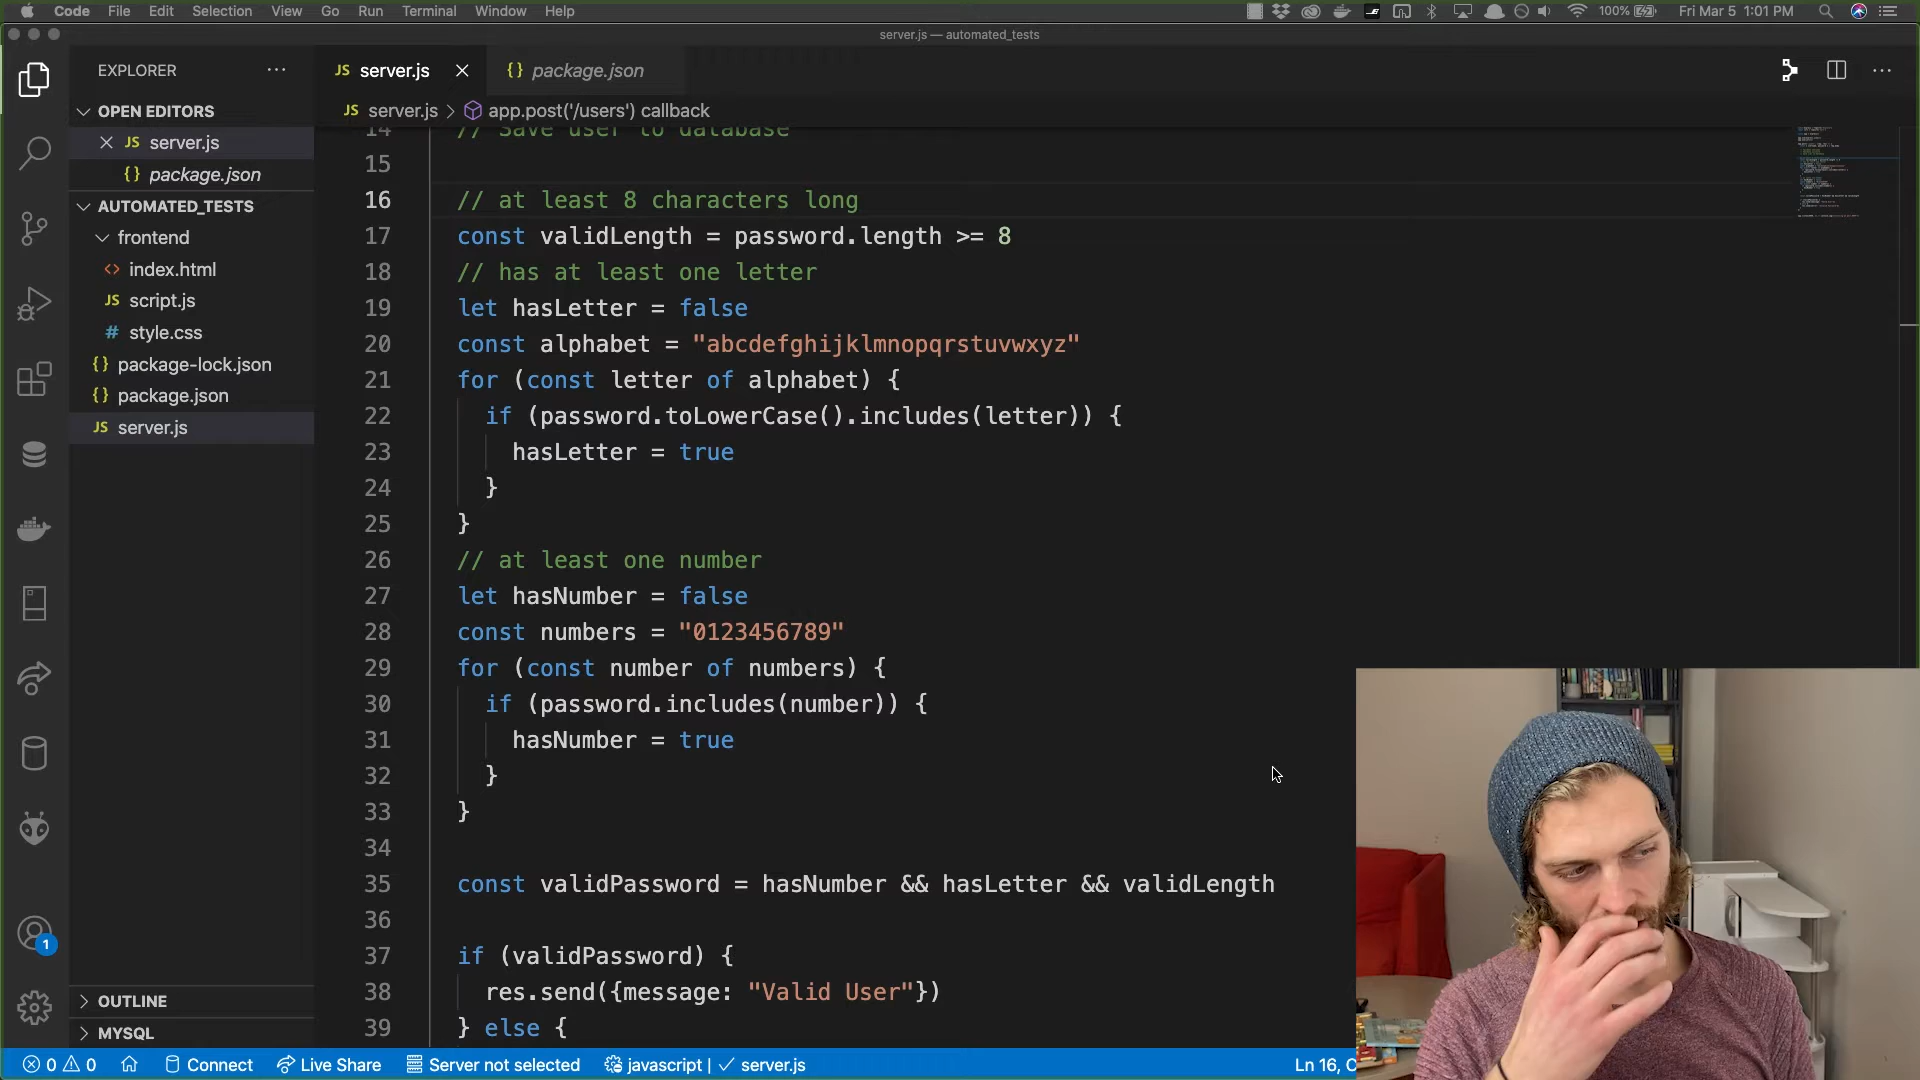 Code File Edit Selection View Go Run Terminal Window Help 100% Fri Mar 5 1:01 PM
server.js — automated_tests
EXPLORER
JS server.js
{} package.json
JS server.js > app.post('/users') callback
OPEN EDITORS
JS server.js
{} package.json
AUTOMATED_TESTS
frontend
<> index.html
JS script.js
# style.css
{} package-lock.json
{} package.json
JS server.js
OUTLINE
MYSQL
14 // Save user to database
15
16 // at least 8 characters long
17 const validLength = password.length >= 8
18 // has at least one letter
19 let hasLetter = false
20 const alphabet = "abcdefghijklmnopqrstuvwxyz"
21 for (const letter of alphabet) {
22 if (password.toLowerCase().includes(letter)) {
23 hasLetter = true
24 }
25 }
26 // at least one number
27 let hasNumber = false
28 const numbers = "0123456789"
29 for (const number of numbers) {
30 if (password.includes(number)) {
31 hasNumber = true
32 }
33 }
34
35 const validPassword = hasNumber && hasLetter && validLength
36
37 if (validPassword) {
38 res.send({message: "Valid User"})
39 } else {
1
0 0 Connect Live Share Server not selected javascript | ✓ server.js Ln 16, C